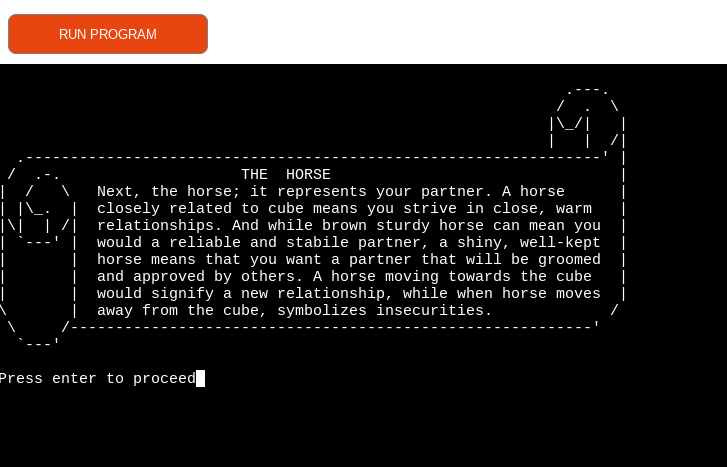 RUN PROGRAM
THE  HORSE
Next, the horse; it represents your partner. A horse
closely related to cube means you strive in close, warm
relationships. And while brown sturdy horse can mean you
would a reliable and stabile partner, a shiny, well-kept
horse means that you want a partner that will be groomed
and approved by others. A horse moving towards the cube
would signify a new relationship, while when horse moves
away from the cube, symbolizes insecurities.
Press enter to proceed